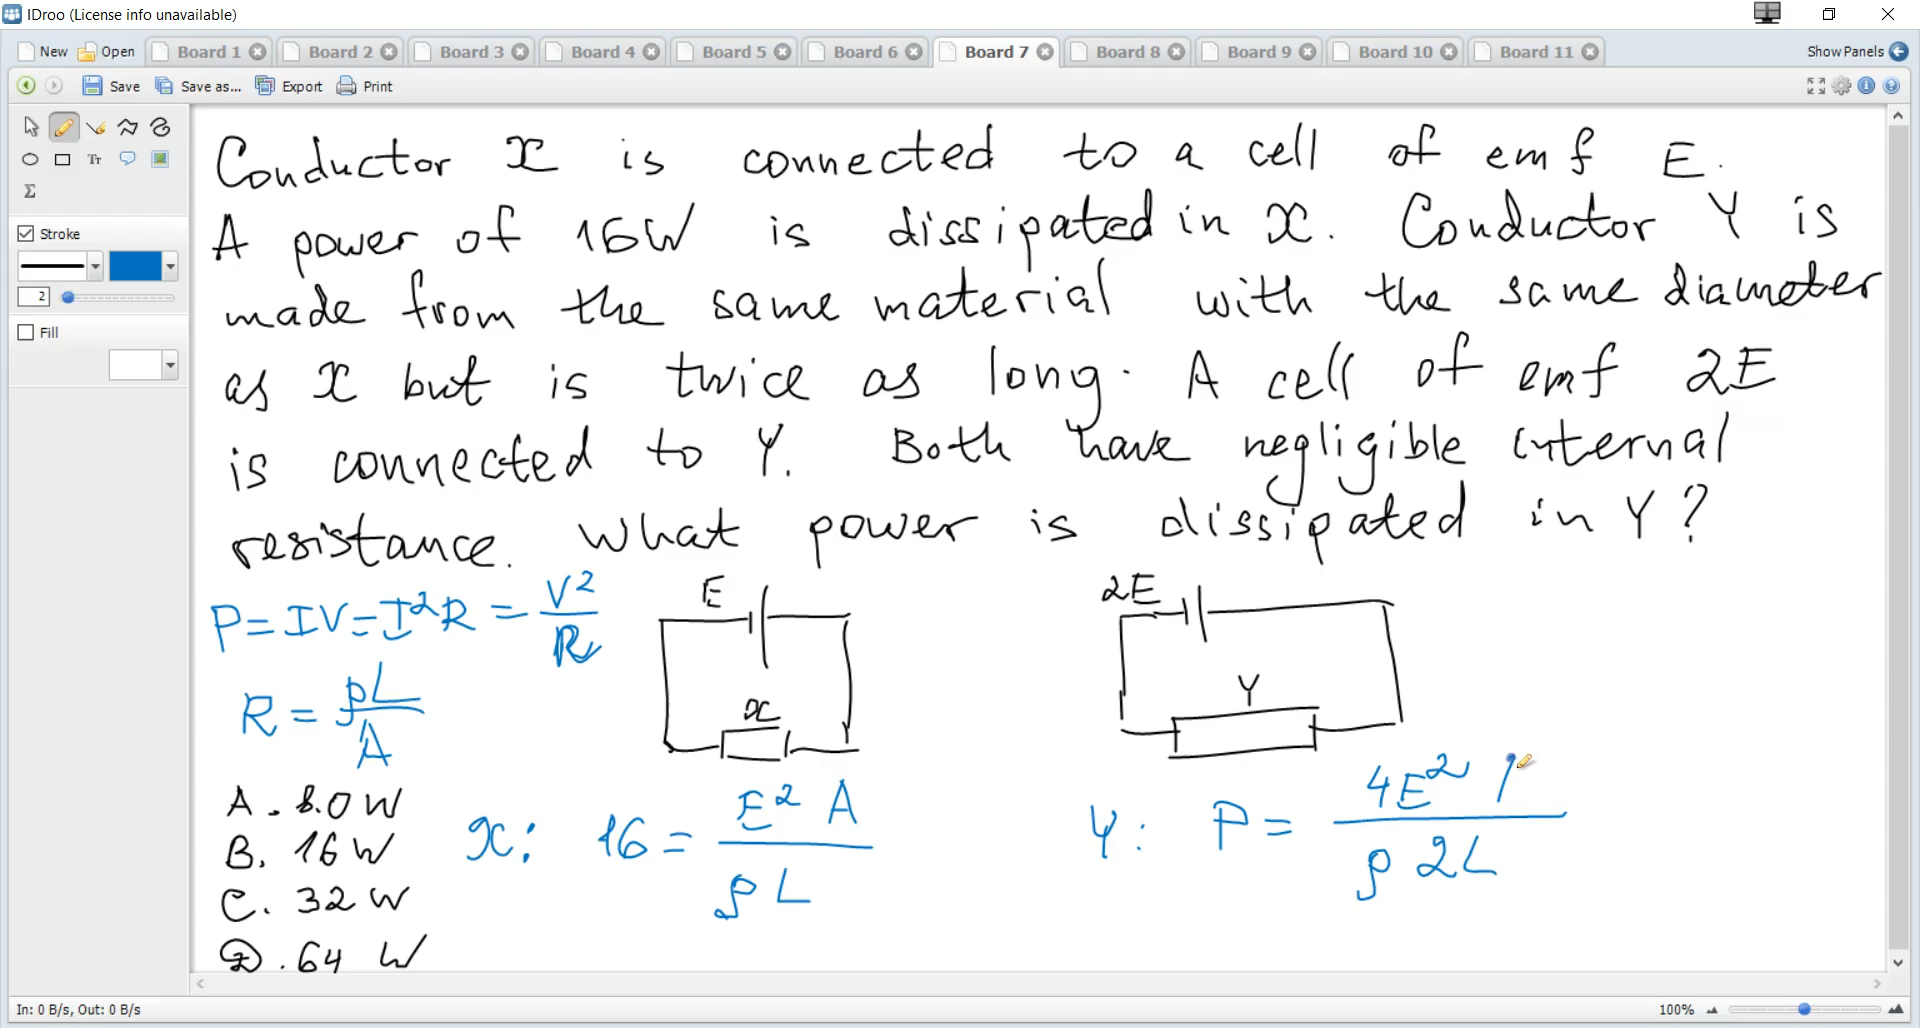 IDroo (License info unavailable)
New Open Board 1 Board 2 Board 3 Board 4 Board 5 Board 6 Board 7 Board 8 Board 9 Board 10 Board 11 Show Panels
Save Save as... Export Print
Tт
Σ
Stroke
2
Fill
Conductor x is connected to a cell of emf E.
A power of 16W is dissipated in x. Conductor Y is
made from the same material with the same diameter
as x but is twice as long. A cell of emf 2E
is connected to Y. Both have negligible internal
resistance. What power is dissipated in Y?
P = IV = I²R = V²/R
R = ρL/A
E
x
2E
Y
A. 8.0 W
B. 16 W
C. 32 W
D. 64 W
x: 16 = E² A / ρ L
Y: P = 4E² / ρ 2L
In: 0 B/s, Out: 0 B/s
100%